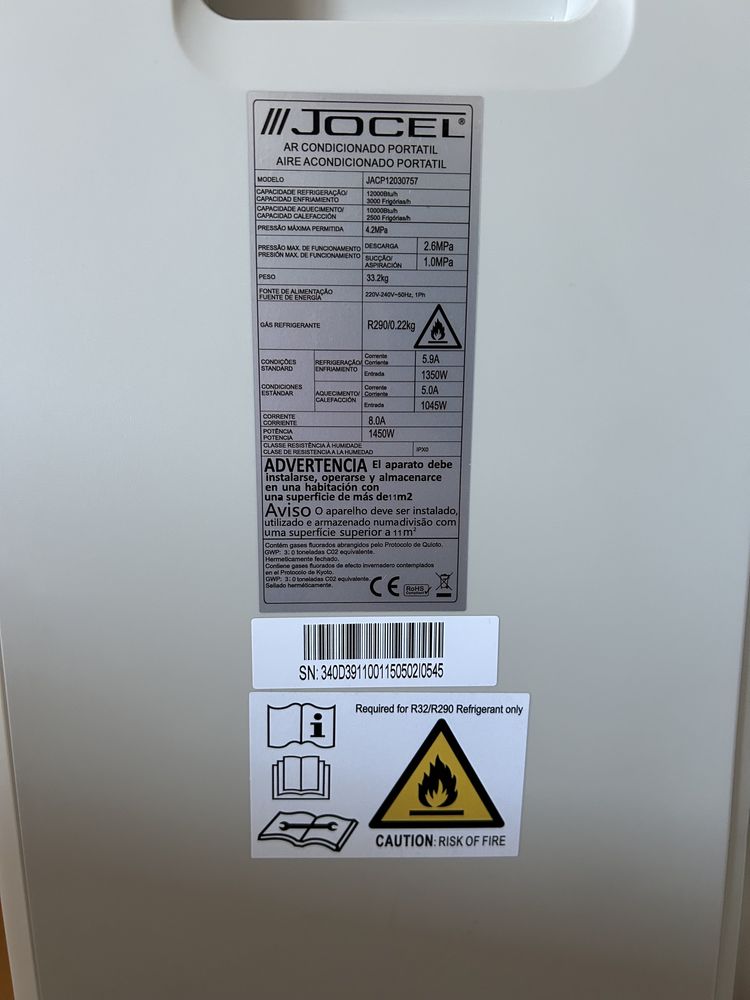 JOCEL®
AR CONDICIONADO PORTATIL
AIRE ACONDICIONADO PORTATIL
MODELO JACP12030757
CAPACIDADE REFRIGERAÇÃO/ 12000Btu/h
CAPACIDAD ENFRIAMIENTO 3000 Frigórias/h
CAPACIDADE AQUECIMENTO/ 10000Btu/h
CAPACIDAD CALEFACCIÓN 2500 Frigórias/h
PRESSÃO MÁXIMA PERMITIDA 4.2MPa
PRESSÃO MAX. DE FUNCIONAMENTO DESCARGA 2.6MPa
PRESIÓN MAX. DE FUNCIONAMIENTO SUCÇÃO/ ASPIRACIÓN 1.0MPa
PESO 33.2kg
FONTE DE ALIMENTAÇÃO
FUENTE DE ENERGÍA 220V-240V~50Hz, 1Ph
GÁS REFRIGERANTE R290/0.22kg
CONDIÇÕES STANDARD REFRIGERAÇÃO/ ENFRIAMIENTO Corrente Corriente 5.9A
Entrada 1350W
CONDICIONES ESTÁNDAR AQUECIMENTO/ CALEFACCIÓN Corrente Corriente 5.0A
Entrada 1045W
CORRENTE
CORRIENTE 8.0A
POTÊNCIA
POTENCIA 1450W
CLASSE RESISTÊNCIA À HUMIDADE
CLASE DE RESISTENCIA A LA HUMEDAD IPX0
ADVERTENCIA El aparato debe
instalarse, operarse y almacenarce
en una habitación con
una superficie de más de11m2
Aviso O aparelho deve ser instalado,
utilizado e armazenado numa divisão com
uma superfície superior a 11m²
Contém gases fluorados abrangidos pelo Protocolo de Quioto.
GWP: 3.0 toneladas C02 equivalente.
Hermeticamente fechado.
Contiene gases fluorados de efecto invernadero contemplados
en el Protocolo de Kyoto.
GWP: 3.0 toneladas C02 equivalente.
Sellado herméticamente.
CE RoHS
SN: 340D3911001150502I0545
Required for R32/R290 Refrigerant only
i
CAUTION: RISK OF FIRE